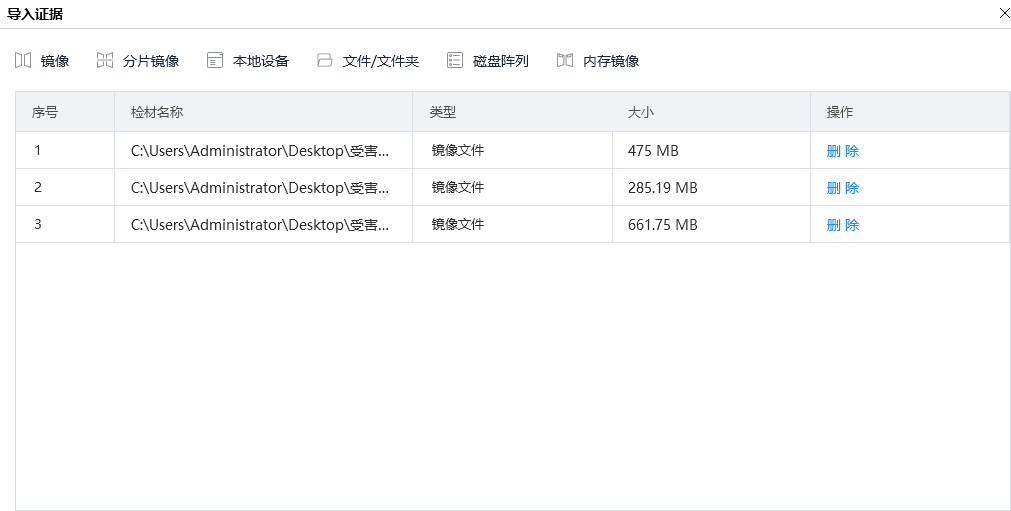 导入证据
镜像 分片镜像 本地设备 文件/文件夹 磁盘阵列 内存镜像
序号 检材名称 类型 大小 操作
1 C:\Users\Administrator\Desktop\受害... 镜像文件 475 MB 删除
2 C:\Users\Administrator\Desktop\受害... 镜像文件 285.19 MB 删除
3 C:\Users\Administrator\Desktop\受害... 镜像文件 661.75 MB 删除